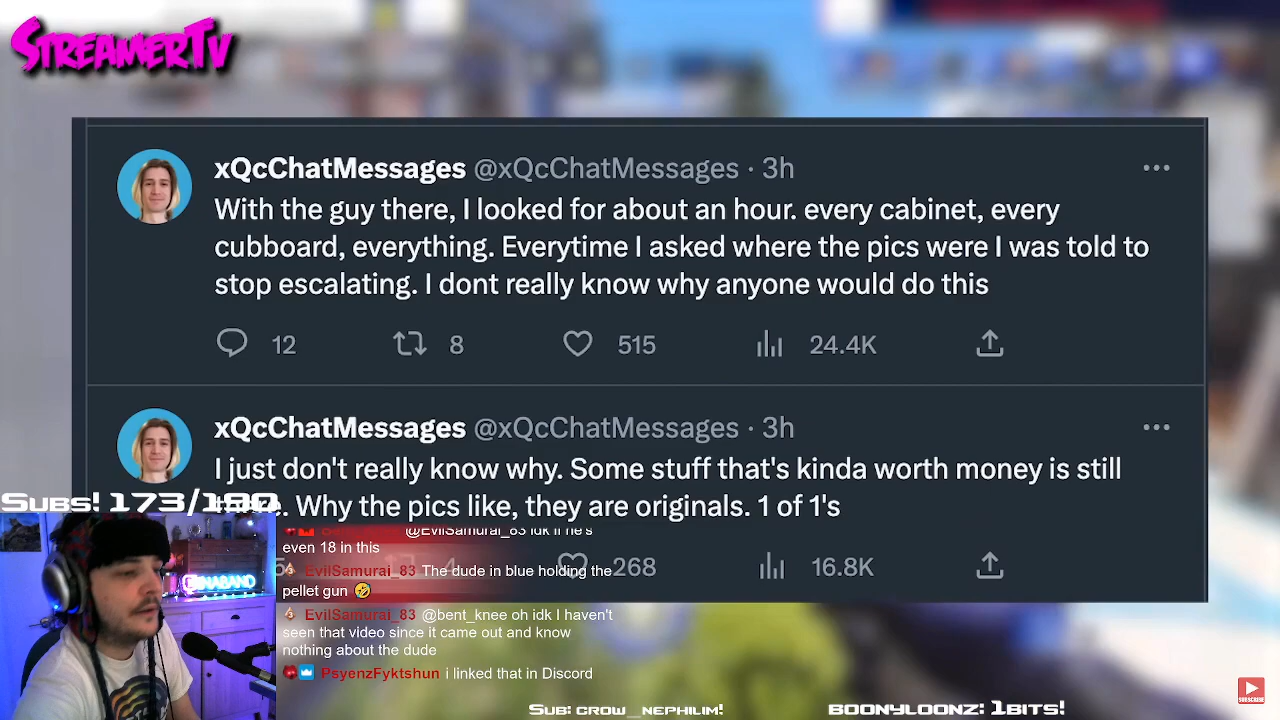 STREAMERTV
xQcChatMessages @xQcChatMessages · 3h
With the guy there, I looked for about an hour. every cabinet, every
cubboard, everything. Everytime I asked where the pics were I was told to
stop escalating. I dont really know why anyone would do this
12 8 515 24.4K
xQcChatMessages @xQcChatMessages · 3h
I just don't really know why. Some stuff that's kinda worth money is still
there. Why the pics like, they are originals. 1 of 1's
268 16.8K
Subs! 173/180
@EvilSamurai_83 idk if he's
even 18 in this
EvilSamurai_83 The dude in blue holding the
pellet gun 🤣
EvilSamurai_83 @bent_knee oh idk I haven't
seen that video since it came out and know
nothing about the dude
PsyenzFyktshun i linked that in Discord
Sub: crow_nephilim!
boonyloonz: 1bits!
SUBSCRIBE